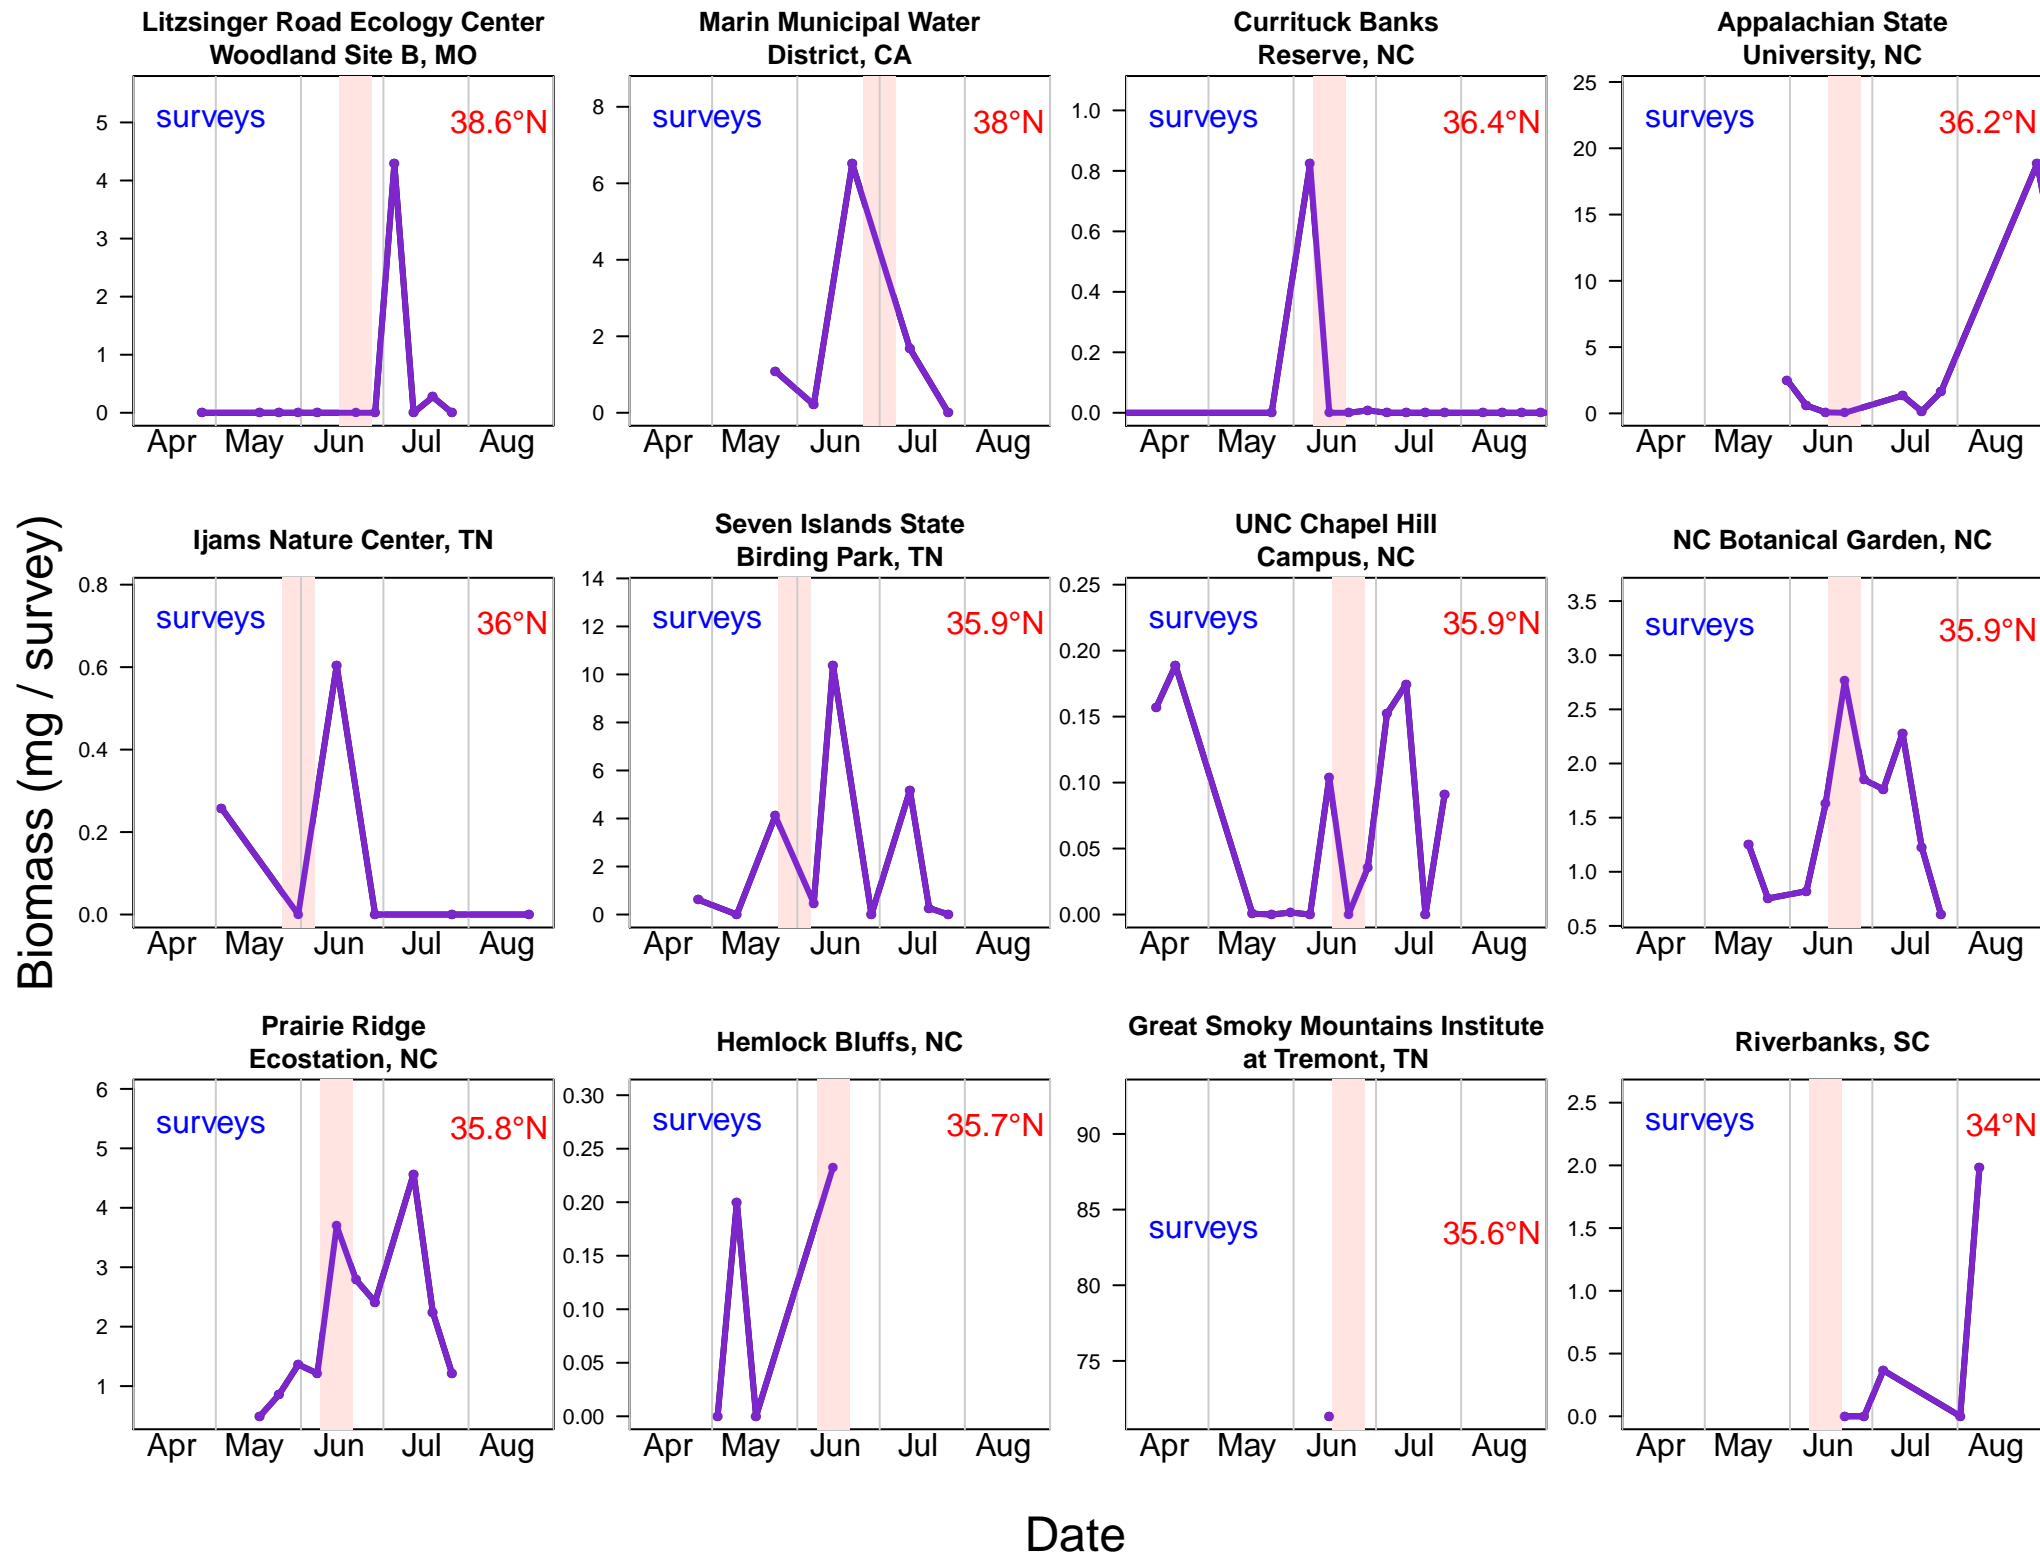 Litzsinger Road Ecology Center
Woodland Site B, MO
surveys
38.6°N
5
4
3
2
1
0
Apr May Jun Jul Aug
Marin Municipal Water
District, CA
surveys
38°N
8
6
4
2
0
Apr May Jun Jul Aug
Currituck Banks
Reserve, NC
surveys
36.4°N
1.0
0.8
0.6
0.4
0.2
0.0
Apr May Jun Jul Aug
Appalachian State
University, NC
surveys
36.2°N
25
20
15
10
5
0
Apr May Jun Jul Aug
Biomass (mg / survey)
Ijams Nature Center, TN
surveys
36°N
0.8
0.6
0.4
0.2
0.0
Apr May Jun Jul Aug
Seven Islands State
Birding Park, TN
surveys
35.9°N
14
12
10
8
6
4
2
0
Apr May Jun Jul Aug
UNC Chapel Hill
Campus, NC
surveys
35.9°N
0.25
0.20
0.15
0.10
0.05
0.00
Apr May Jun Jul Aug
NC Botanical Garden, NC
surveys
35.9°N
3.5
3.0
2.5
2.0
1.5
1.0
0.5
Apr May Jun Jul Aug
Prairie Ridge
Ecostation, NC
surveys
35.8°N
6
5
4
3
2
1
Apr May Jun Jul Aug
Hemlock Bluffs, NC
surveys
35.7°N
0.30
0.25
0.20
0.15
0.10
0.05
0.00
Apr May Jun Jul Aug
Great Smoky Mountains Institute
at Tremont, TN
surveys
35.6°N
90
85
80
75
Apr May Jun Jul Aug
Riverbanks, SC
surveys
34°N
2.5
2.0
1.5
1.0
0.5
0.0
Apr May Jun Jul Aug
Date